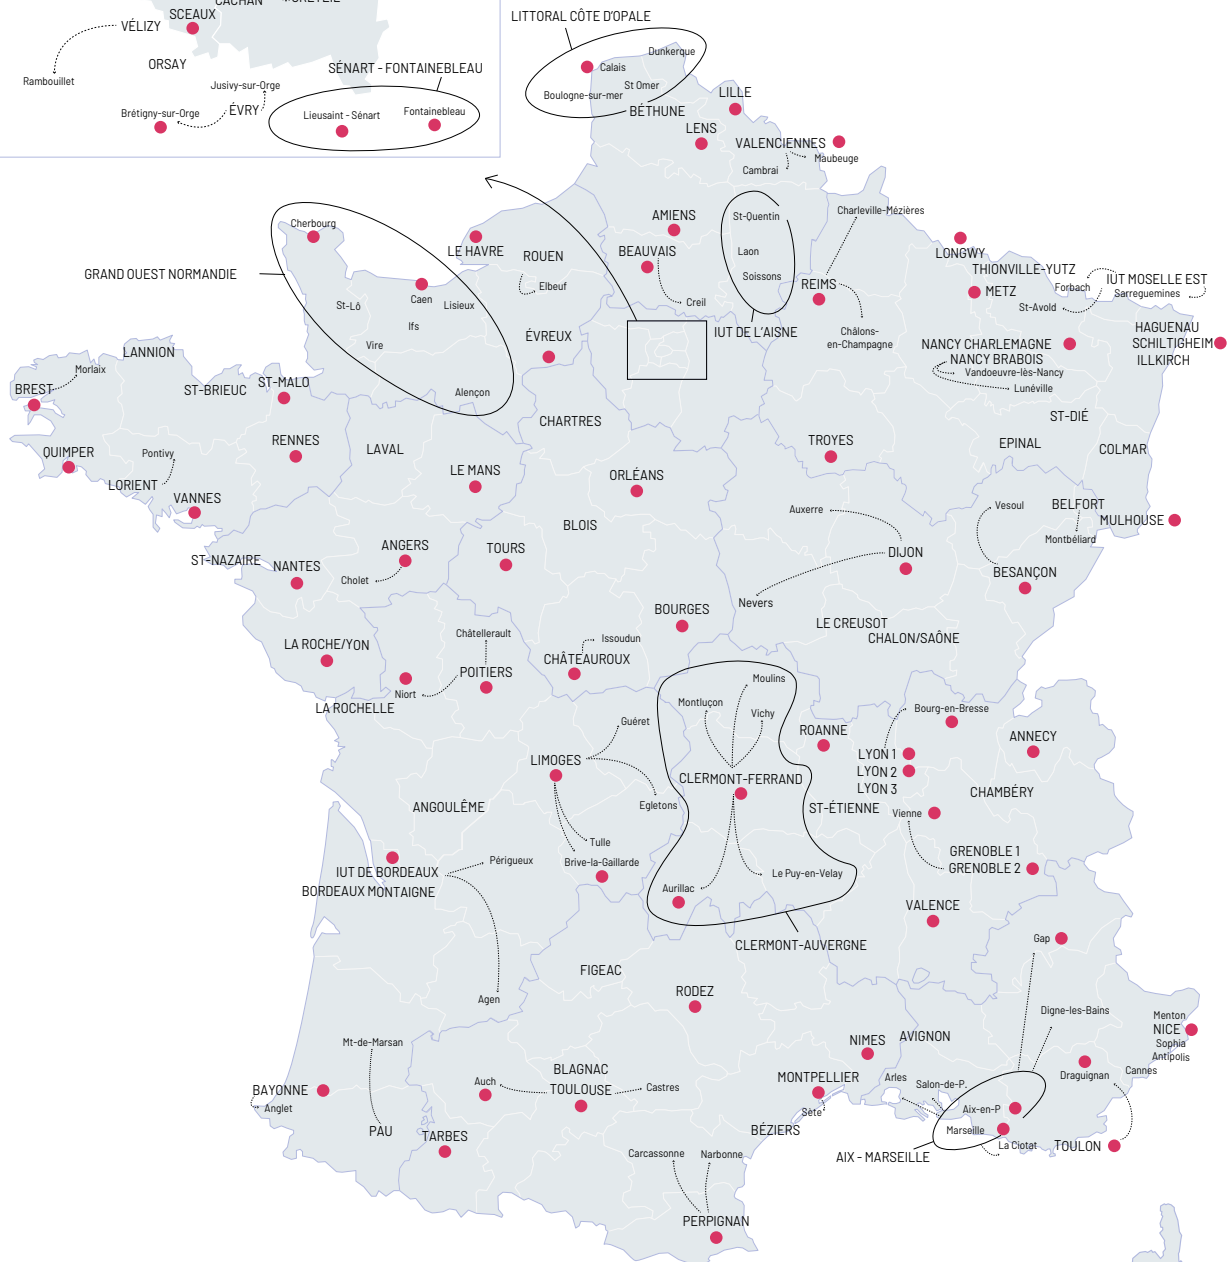 CACHAN
CRÉTEIL
SCEAUX
VÉLIZY
ORSAY
Rambouillet
SÉNART - FONTAINEBLEAU
Jusivy-sur-Orge
Brétigny-sur-Orge
ÉVRY
Lieusaint - Sénart
Fontainebleau
LITTORAL CÔTE D'OPALE
Dunkerque
Calais
St Omer
Boulogne-sur-mer
BÉTHUNE
LILLE
LENS
VALENCIENNES
Maubeuge
Cambrai
Cherbourg
GRAND OUEST NORMANDIE
LE HAVRE
ROUEN
Elbeuf
AMIENS
BEAUVAIS
Creil
St-Quentin
Laon
Soissons
IUT DE L'AISNE
Charleville-Mézières
REIMS
Châlons-
en-Champagne
LONGWY
THIONVILLE-YUTZ
METZ
Forbach
IUT MOSELLE EST
Sarreguemines
St-Avold
NANCY CHARLEMAGNE
NANCY BRABOIS
Vandoeuvre-lès-Nancy
Lunéville
HAGUENAU
SCHILTIGHEIM
ILLKIRCH
Caen
Lisieux
St-Lô
Ifs
Vire
Alençon
ÉVREUX
LANNION
Morlaix
BREST
ST-BRIEUC
ST-MALO
QUIMPER
Pontivy
LORIENT
VANNES
RENNES
LAVAL
LE MANS
CHARTRES
ORLÉANS
BLOIS
TROYES
ST-DIÉ
EPINAL
COLMAR
Auxerre
DIJON
Nevers
Vesoul
BELFORT
MULHOUSE
Montbéliard
BESANÇON
ST-NAZAIRE
NANTES
ANGERS
Cholet
TOURS
BOURGES
LE CREUSOT
CHALON/SAÔNE
LA ROCHE/YON
Châtellerault
POITIERS
Niort
LA ROCHELLE
Issoudun
CHÂTEAUROUX
Moulins
Montluçon
Vichy
CLERMONT-FERRAND
Aurillac
Le Puy-en-Velay
CLERMONT-AUVERGNE
Guéret
LIMOGES
Egletons
Tulle
Brive-la-Gaillarde
ANGOULÊME
ROANNE
Bourg-en-Bresse
LYON 1
LYON 2
LYON 3
ANNECY
CHAMBÉRY
ST-ÉTIENNE
Vienne
GRENOBLE 1
GRENOBLE 2
VALENCE
IUT DE BORDEAUX
BORDEAUX MONTAIGNE
Périgueux
Agen
FIGEAC
RODEZ
Gap
Digne-les-Bains
Menton
NICE
Sophia
Antipolis
Cannes
Draguignan
NIMES
AVIGNON
Arles
Salon-de-P.
Aix-en-P
Marseille
La Ciotat
AIX - MARSEILLE
TOULON
Mt-de-Marsan
BAYONNE
Anglet
PAU
TARBES
Auch
BLAGNAC
TOULOUSE
Castres
MONTPELLIER
Sète
BÉZIERS
Carcassonne
Narbonne
PERPIGNAN